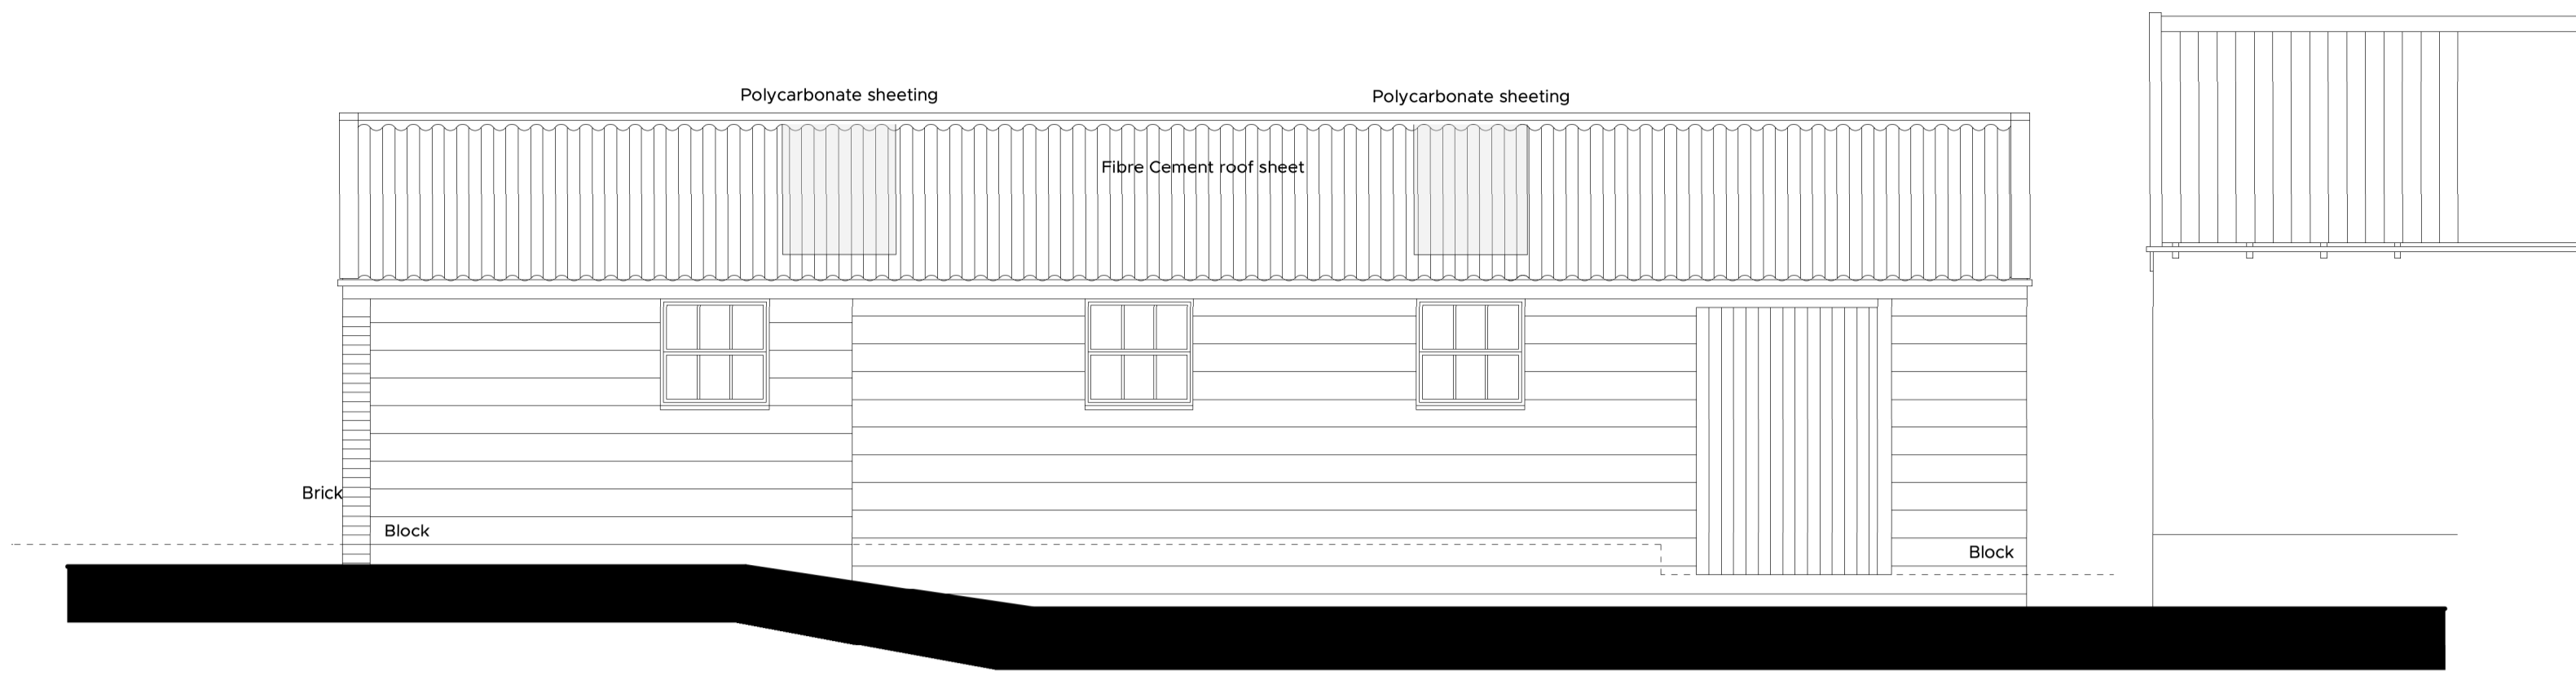 Polycarbonate sheeting
Polycarbonate sheeting
Fibre Cement roof sheet
Brick
Block
Block